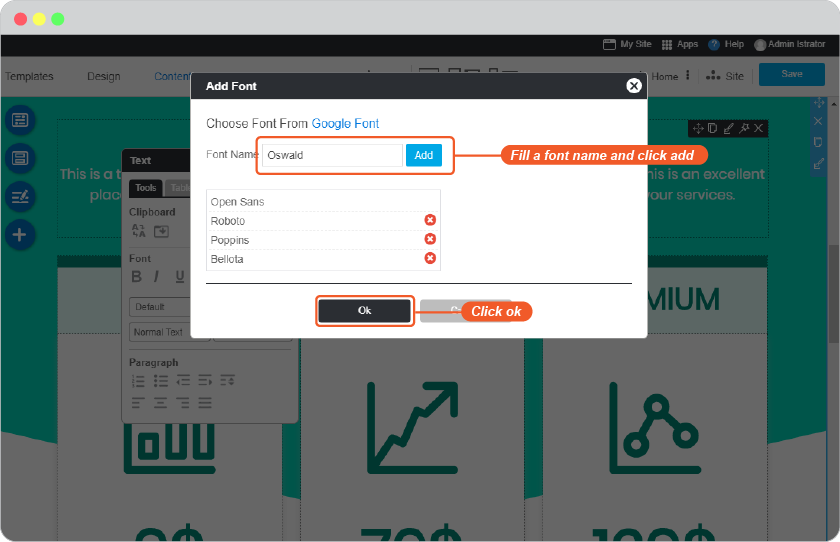 My Site Apps Help Admin Istrator
Templates Design Conten Home Site Save
Add Font
Choose Font From Google Font
Font Name Oswald Add
Fill a font name and click add
Open Sans
Roboto
Poppins
Bellota
Ok
Click ok
Text
This is a t
his is an excellent
Tools Tabl
plac
our services.
Clipboard
Font
B I U
Default
Normal Text
MIUM
Paragraph